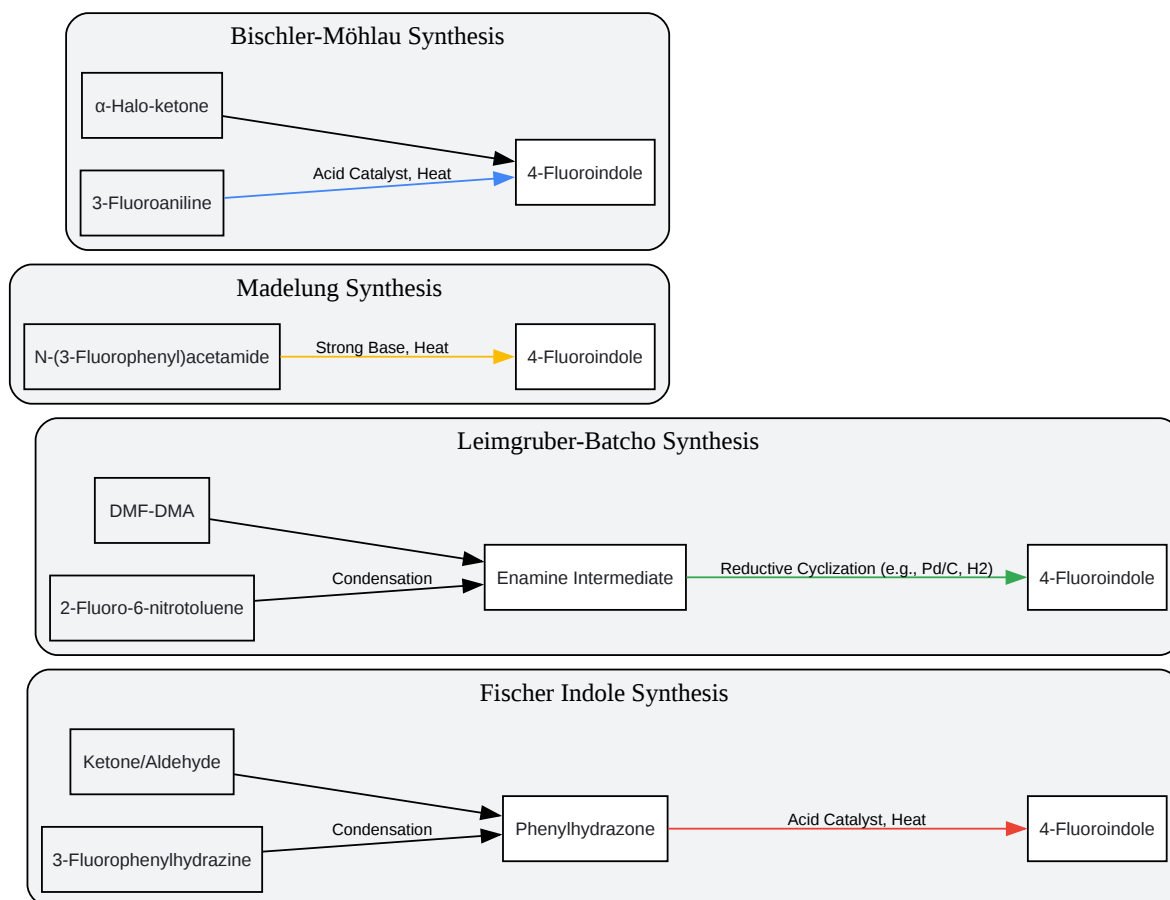 Bischler-Möhlau Synthesis
α-Halo-ketone
3-Fluoroaniline
Acid Catalyst, Heat
4-Fluoroindole
Madelung Synthesis
N-(3-Fluorophenyl)acetamide
Strong Base, Heat
4-Fluoroindole
Leimgruber-Batcho Synthesis
DMF-DMA
2-Fluoro-6-nitrotoluene
Condensation
Enamine Intermediate
Reductive Cyclization (e.g., Pd/C, H2)
4-Fluoroindole
Fischer Indole Synthesis
Ketone/Aldehyde
3-Fluorophenylhydrazine
Condensation
Phenylhydrazone
Acid Catalyst, Heat
4-Fluoroindole